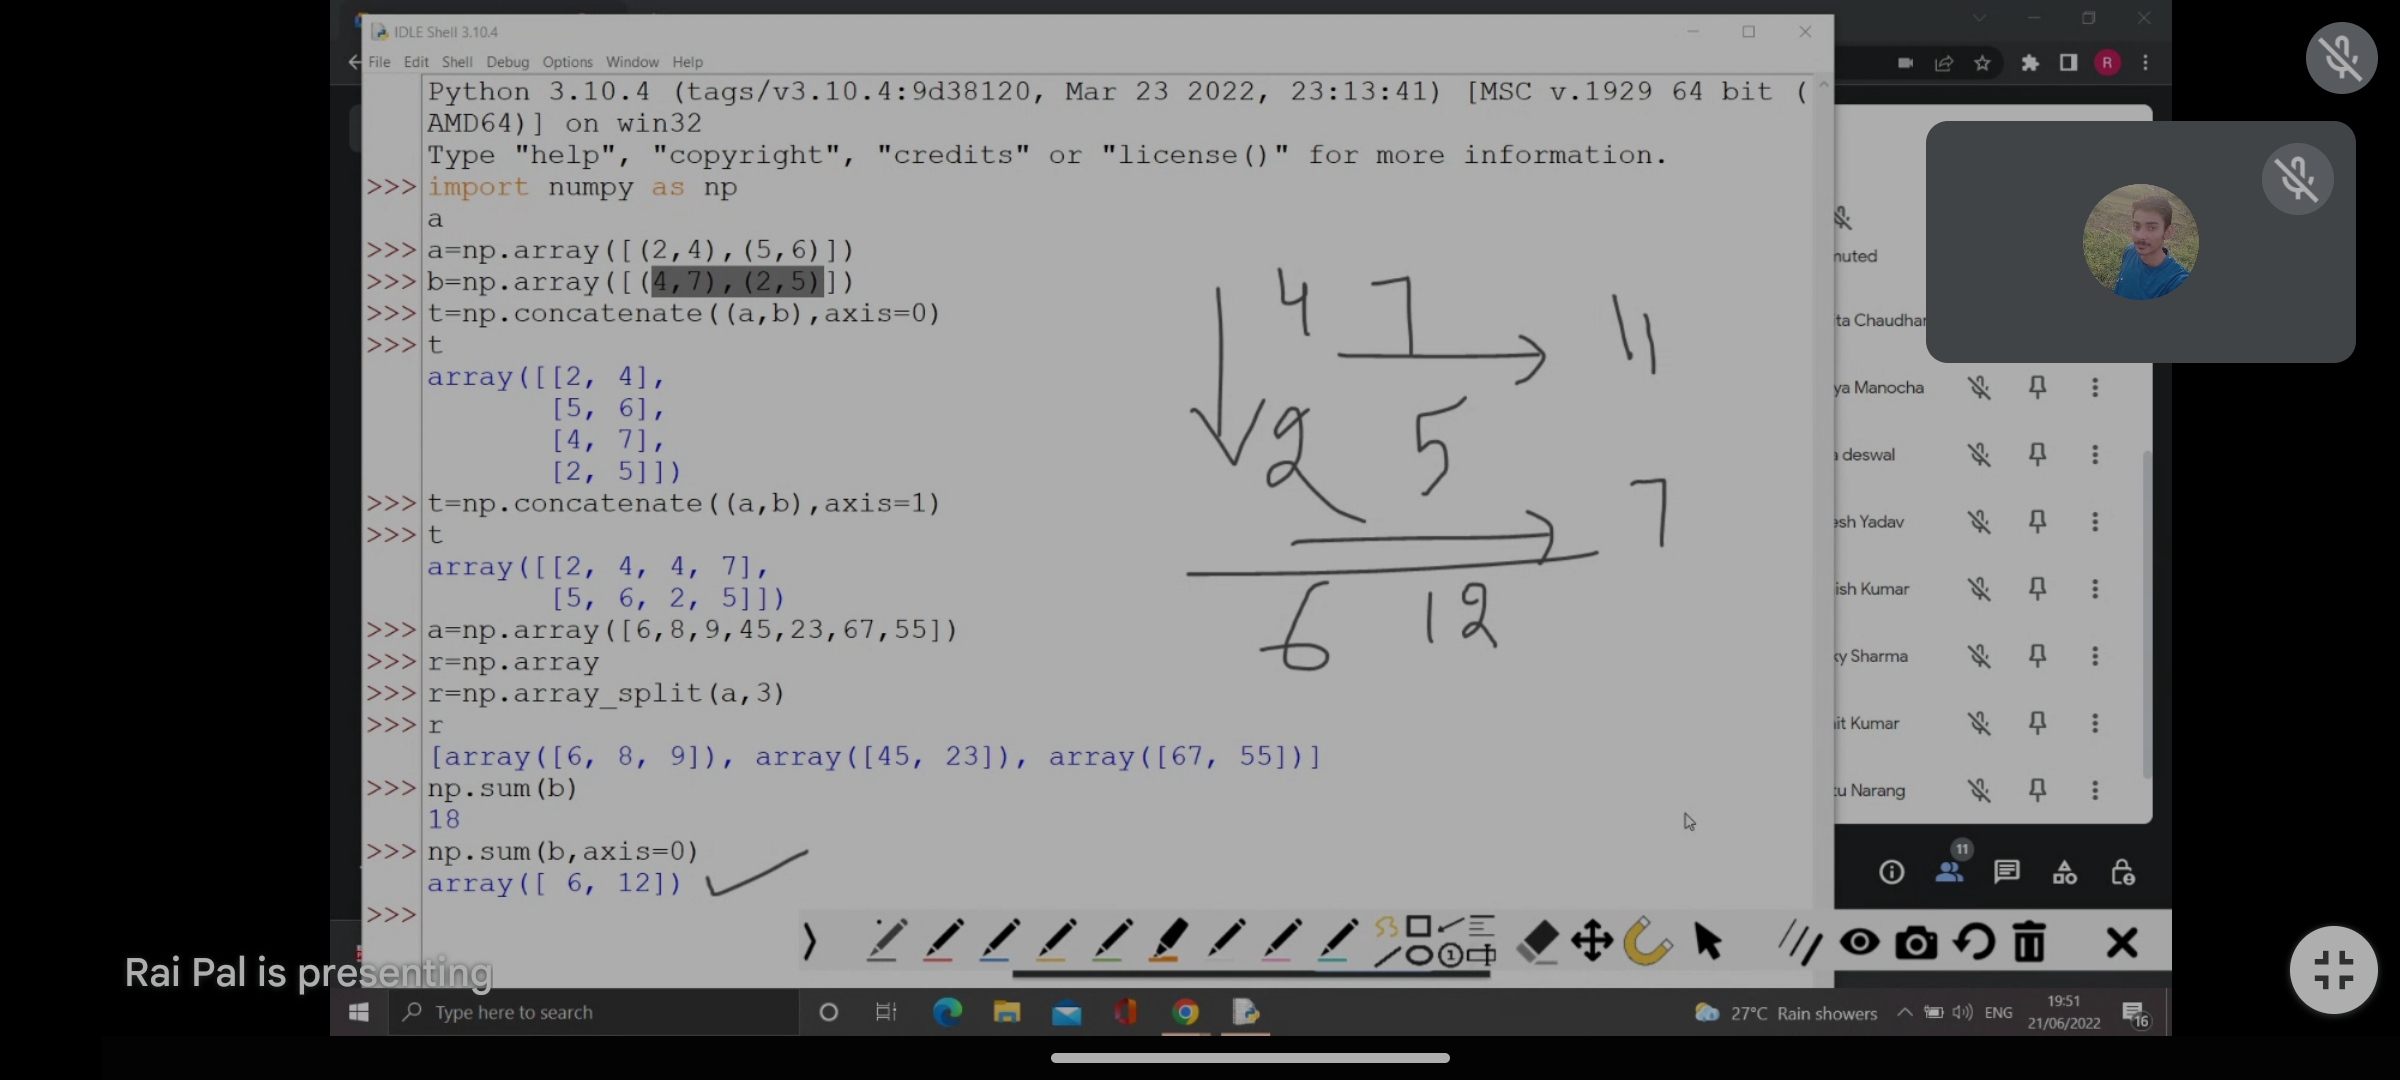 IDLE Shell 3.10.4
File Edit Shell Debug Options Window Help
Python 3.10.4 (tags/v3.10.4:9d38120, Mar 23 2022, 23:13:41) [MSC v.1929 64 bit (
AMD64)] on win32
Type "help", "copyright", "credits" or "license()" for more information.
>>> import numpy as np
a
>>> a=np.array([(2,4),(5,6)])
>>> b=np.array([(4,7),(2,5)])
>>> t=np.concatenate((a,b),axis=0)
>>> t
array([[2, 4],
[5, 6],
[4, 7],
[2, 5]])
>>> t=np.concatenate((a,b),axis=1)
>>> t
array([[2, 4, 4, 7],
[5, 6, 2, 5]])
>>> a=np.array([6,8,9,45,23,67,55])
>>> r=np.array
>>> r=np.array_split(a,3)
>>> r
[array([6, 8, 9]), array([45, 23]), array([67, 55])]
>>> np.sum(b)
18
>>> np.sum(b,axis=0)
array([ 6, 12])
>>>
4 7 11
2 5 7
6 12
R
muted
ta Chaudhar
ya Manocha
deswal
esh Yadav
ish Kumar
ky Sharma
it Kumar
tu Narang
11
Rai Pal is presenting
Type here to search
27°C Rain showers ENG
19:51
21/06/2022
16